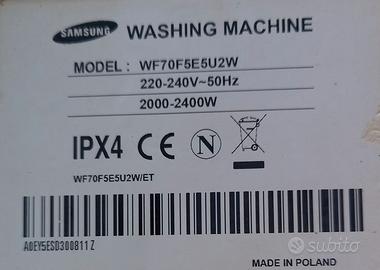 SAMSUNG WASHING MACHINE
MODEL : WF70F5E5U2W
220-240V~50Hz
2000-2400W
IPX4 CE N
WF70F5E5U2W/ET
A0EY5ESD300811Z
subito
MADE IN POLAND